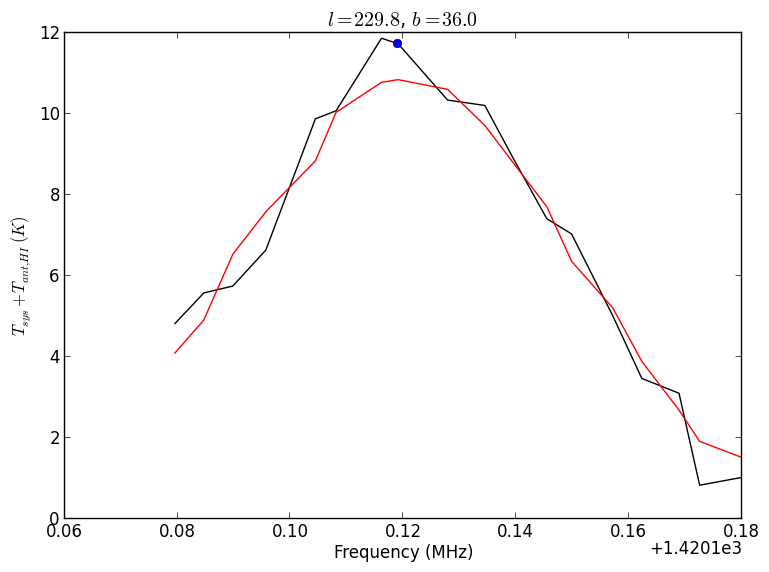 l = 229.8, b = 36.0
12
10
8
6
4
2
0
T_sys + T_ant,HI (K)
0.06 0.08 0.10 0.12 0.14 0.16 0.18
Frequency (MHz)
+1.4201e3